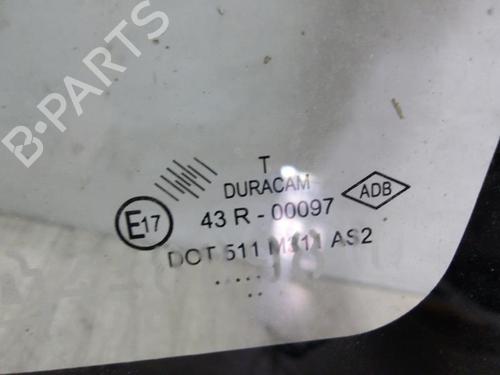 B-PARTS
T
DURACAM
ADB
E17
43 R - 00097
DOT 511 M311 AS2